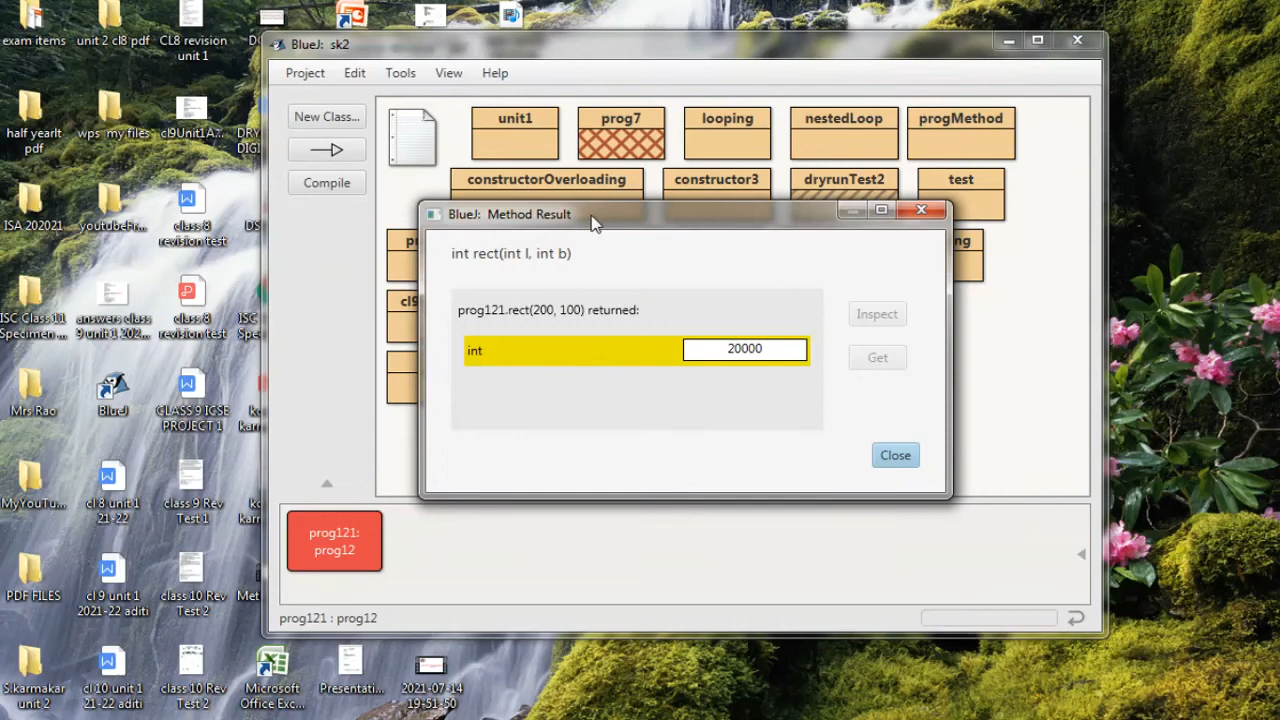 exam items
unit 2 cl8 pdf
CL8 revision
unit 1
half yearlt
pdf
wps my files
cl9Unit1A...
ISA 202021
youtubeFr...
class 8
revision test
ISC Class 11
Specimen ...
answers class
9 unit1 202...
class 8
revision test
Mrs Rao
BlueJ
CLASS 9 ICSE
PROJECT 1
MyYouTu...
cl 8 unit 1
21-22
class 9 Rev
Test 1
PDF FILES
cl 9 unit 1
2021-22 aditi
class 10 Rev
Test 2
S.karmakar
unit 2
cl 10 unit 1
21-22 aditi
class 10 Rev
Test 2
Microsoft
Office Exc...
Presentati...
2021-07-14
19-51-50
BlueJ: sk2
Project Edit Tools View Help
New Class...
Compile
unit1
prog7
looping
nestedLoop
progMethod
constructorOverloading
constructor3
dryrunTest2
test
BlueJ: Method Result
int rect(int l, int b)
prog121.rect(200, 100) returned:
int 20000
Inspect
Get
Close
prog121:
prog12
prog121 : prog12